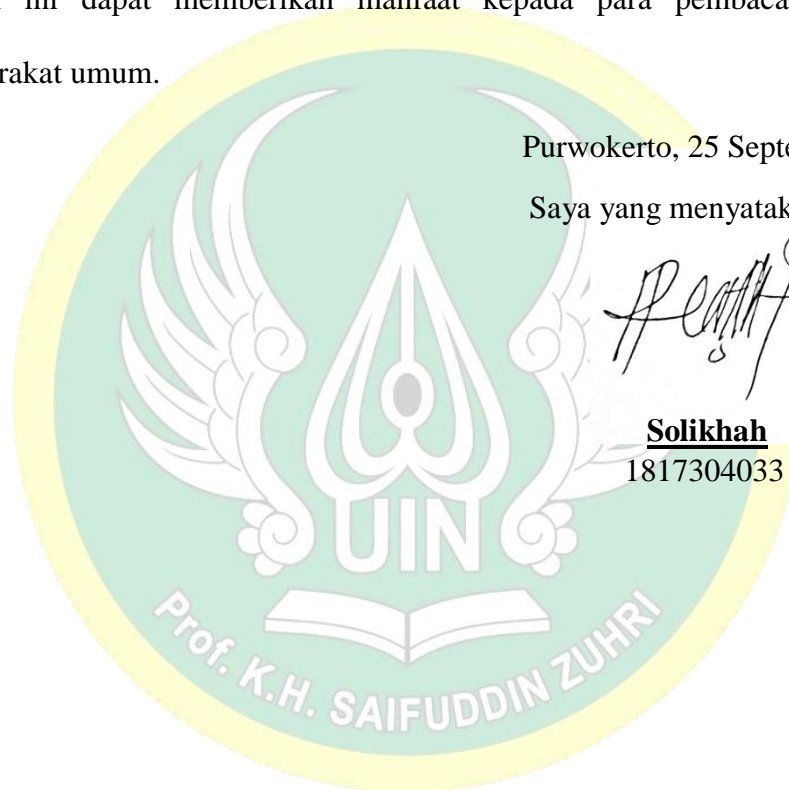 ini dapat memberikan manfaat kepada para pembaca
rakat umum.
Purwokerto, 25 Septe
Saya yang menyatak
Solikhah
1817304033
UIN
Prof. K.H. SAIFUDDIN ZUHRI